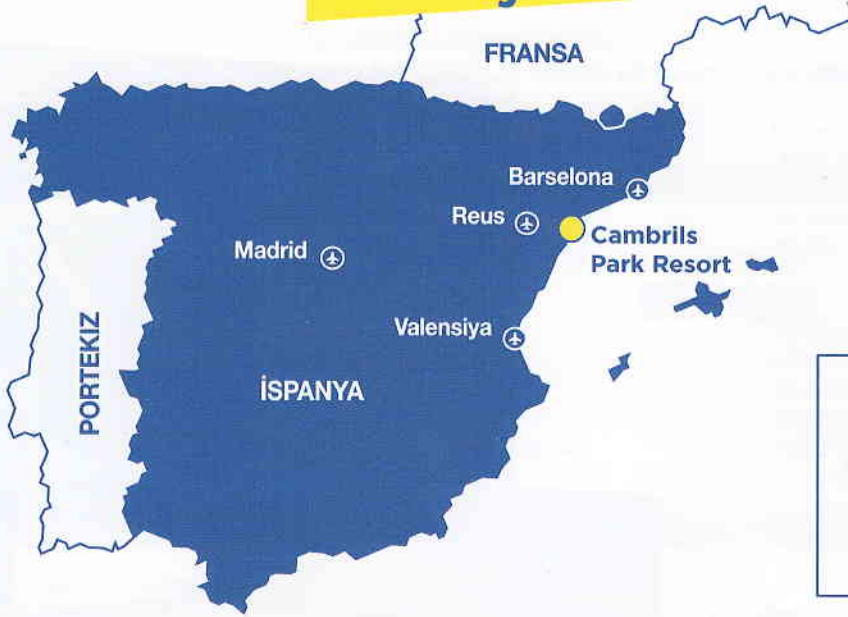 FRANSA
Barselona
Reus
Cambrils
Park Resort
Madrid
Valensiya
PORTEKIZ
İSPANYA